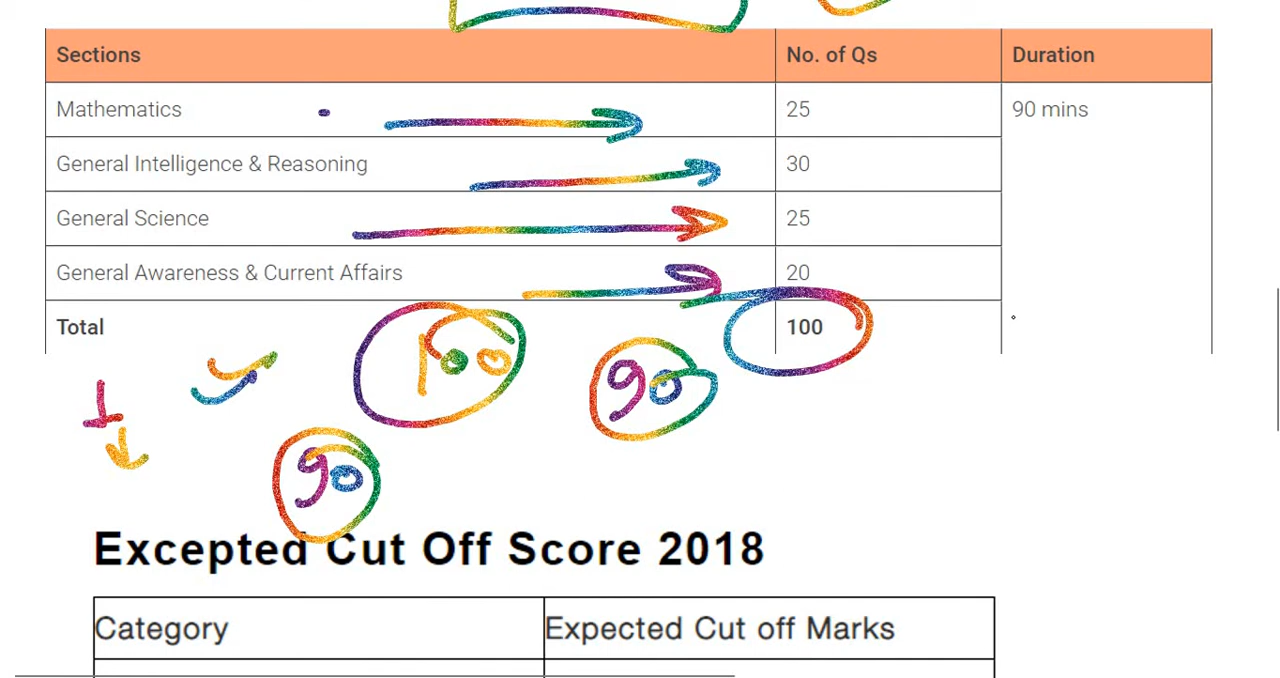 Sections No. of Qs Duration
Mathematics 25 90 mins
General Intelligence & Reasoning 30
General Science 25
General Awareness & Current Affairs 20
Total 100
100
90
1
90
Excepted Cut Off Score 2018
Category Expected Cut off Marks